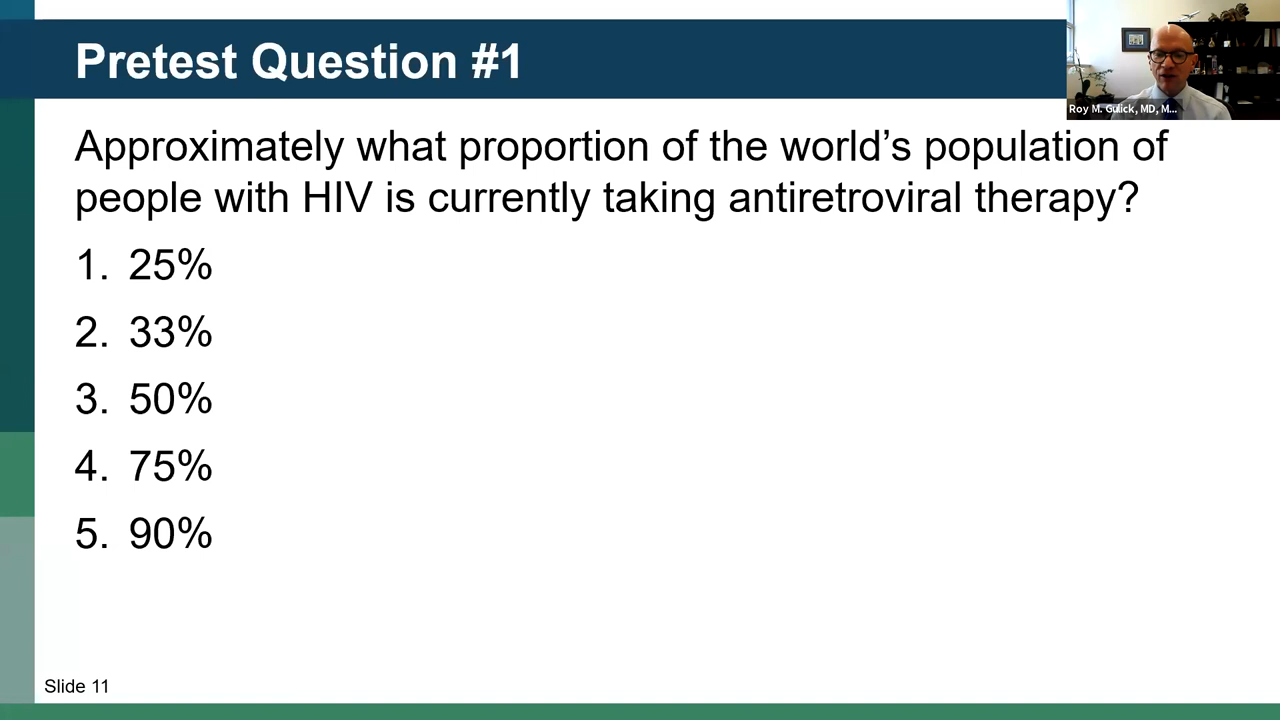 Pretest Question #1
Roy M. Gulick, MD, M...
Approximately what proportion of the world’s population of
people with HIV is currently taking antiretroviral therapy?
1. 25%
2. 33%
3. 50%
4. 75%
5. 90%
Slide 11